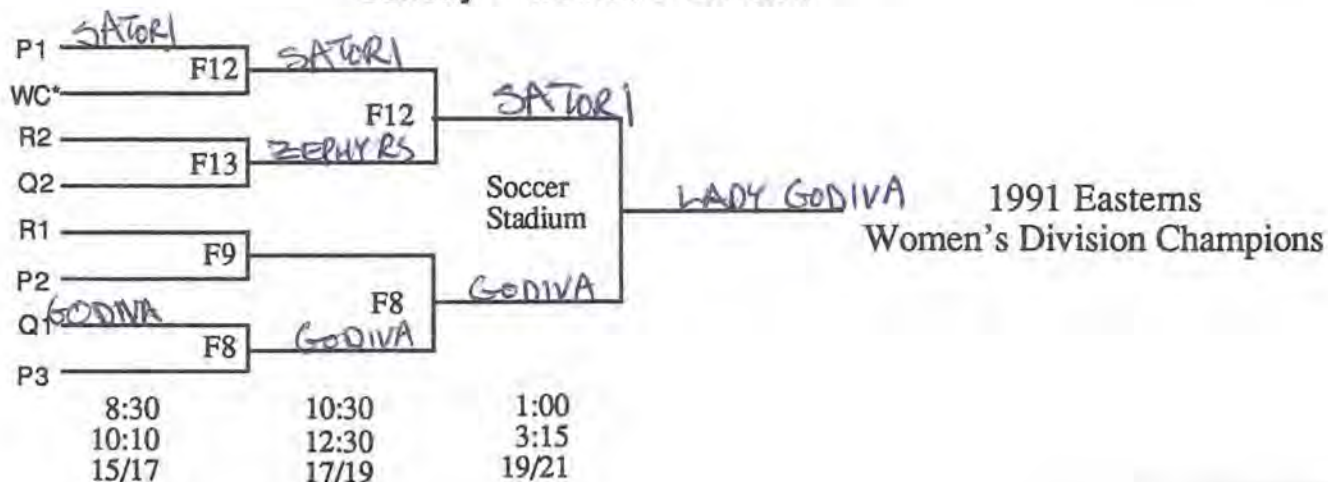 P1 SATORI
F12 SATORI
WC*
F12 SATORI
R2
F13 ZEPHYRS
Q2
Soccer
Stadium
LADY GODIVA
1991 Easterns
Women's Division Champions
R1
F9
P2
F8 GODIVA
Q1 GODIVA
F8 GODIVA
P3
8:30 10:30 1:00
10:10 12:30 3:15
15/17 17/19 19/21